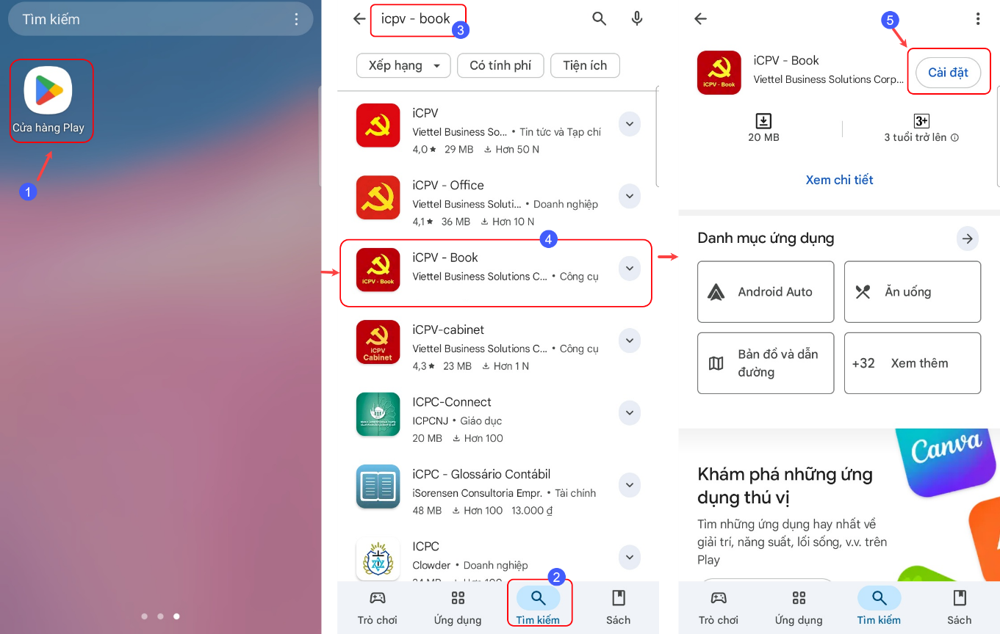 Tìm kiếm
Cửa hàng Play
1
icpv - book
3
Xếp hạng
Có tính phí
Tiện ích
iCPV
Viettel Business So... • Tin tức và Tạp chí
4,0★ 29 MB Hơn 50 N
iCPV - Office
Viettel Business Soluti... • Doanh nghiệp
4,1★ 36 MB Hơn 10 N
4
iCPV - Book
iCPV - Book
Viettel Business Solutions C... • Công cụ
iCPV
Cabinet
iCPV-cabinet
Viettel Business Solutions C... • Công cụ
4,3★ 23 MB Hơn 1 N
ICPC-Connect
ICPCNJ • Giáo dục
20 MB Hơn 100
iCPC - Glossário Contábil
iSorensen Consultoria Empr. • Tài chính
48 MB Hơn 100 13.000 ₫
ICPC
Clowder • Doanh nghiệp
2
Trò chơi
Ứng dụng
Tìm kiếm
Sách
5
iCPV - Book
iCPV - Book
Viettel Business Solutions Corp...
Cài đặt
3+
20 MB
3 tuổi trở lên
Xem chi tiết
Danh mục ứng dụng
Android Auto
Ăn uống
Bản đồ và dẫn
đường
+32 Xem thêm
Canva
Khám phá những ứng
dụng thú vị
Tìm những ứng dụng hay nhất về
giải trí, năng suất, lối sống, v.v. trên
Play
Trò chơi
Ứng dụng
Tìm kiếm
Sách